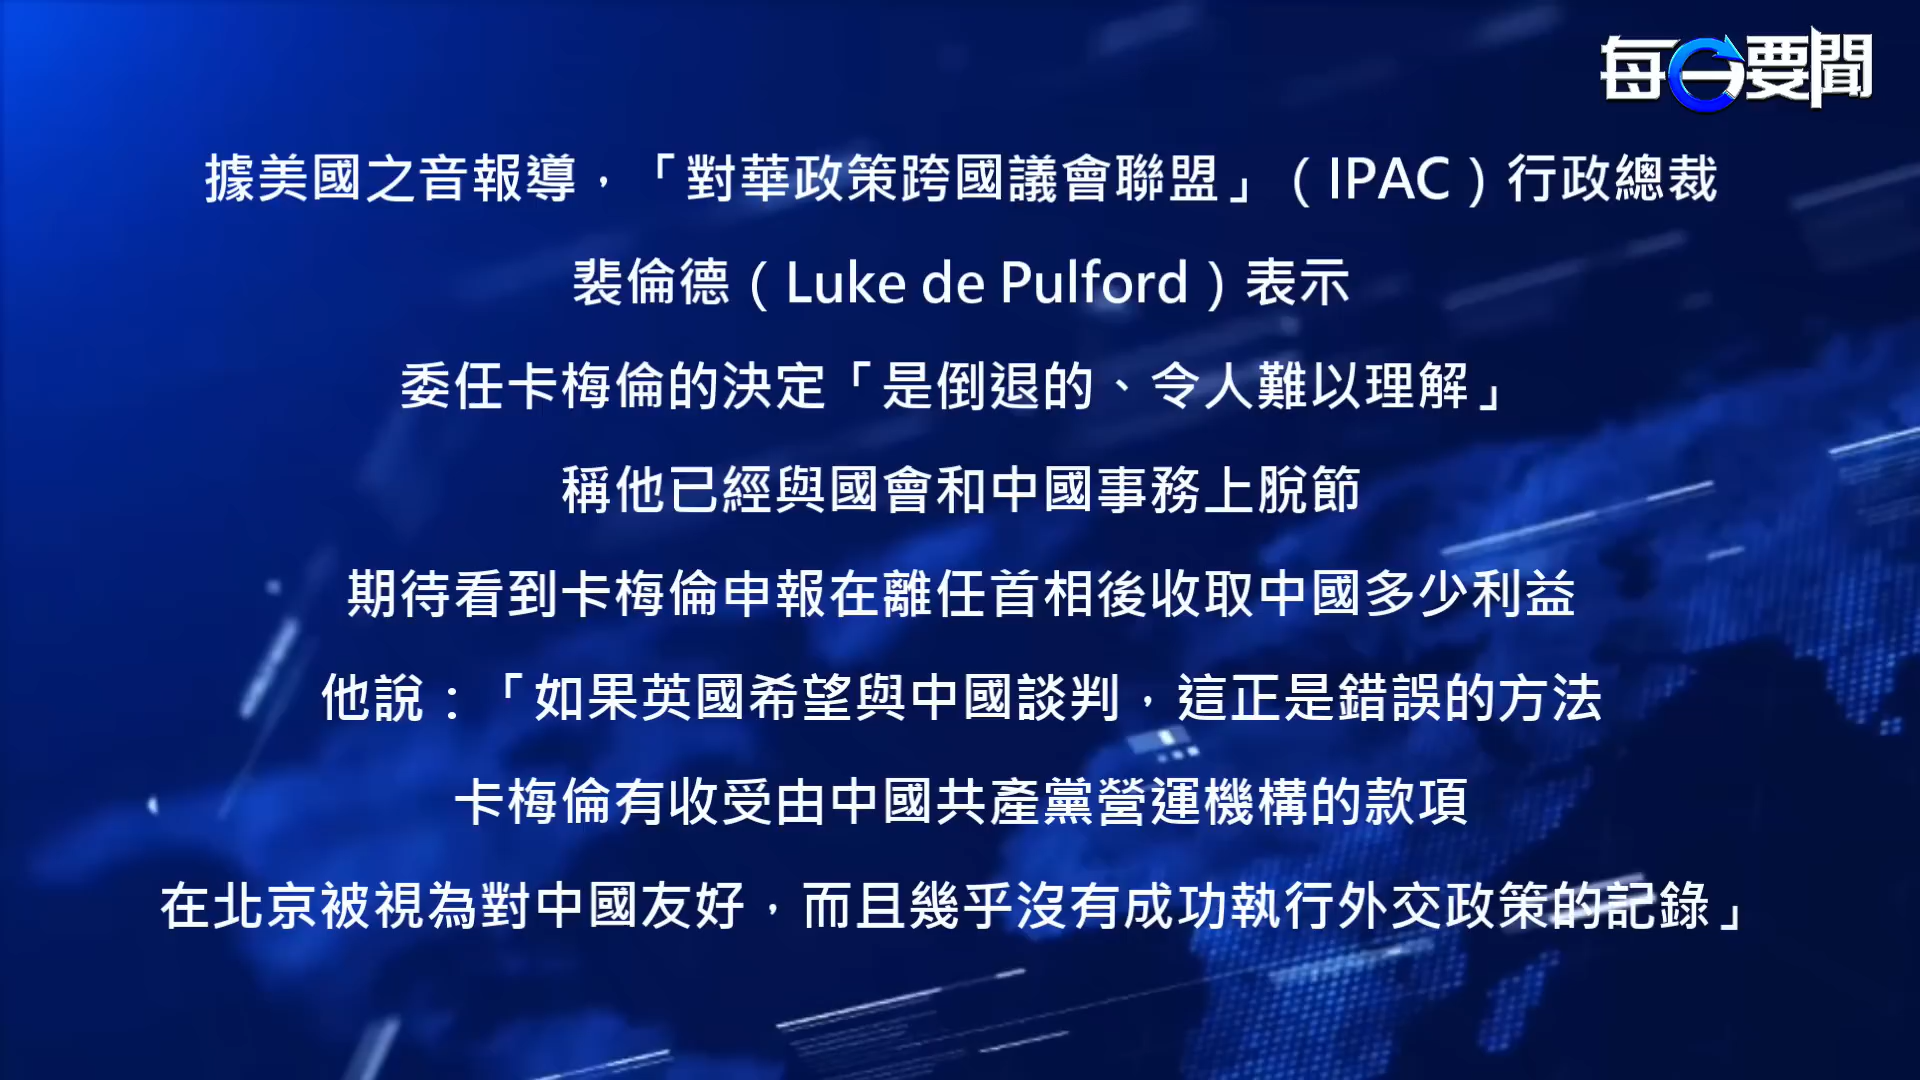 每日要聞
據美國之音報導，「對華政策跨國議會聯盟」（IPAC）行政總裁
裴倫德（Luke de Pulford）表示
委任卡梅倫的決定「是倒退的、令人難以理解」
稱他已經與國會和中國事務上脫節
期待看到卡梅倫申報在離任首相後收取中國多少利益
他說：「如果英國希望與中國談判，這正是錯誤的方法
卡梅倫有收受由中國共產黨營運機構的款項
在北京被視為對中國友好，而且幾乎沒有成功執行外交政策的記錄」